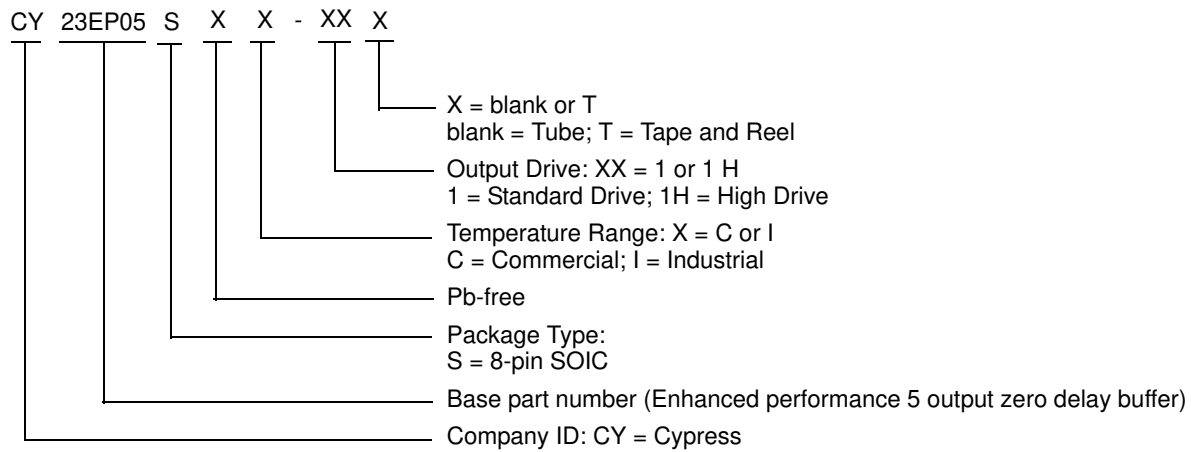 CY 23EP05 S X X - XX X
X = blank or T
blank = Tube; T = Tape and Reel
Output Drive: XX = 1 or 1 H
1 = Standard Drive; 1H = High Drive
Temperature Range: X = C or I
C = Commercial; I = Industrial
Pb-free
Package Type:
S = 8-pin SOIC
Base part number (Enhanced performance 5 output zero delay buffer)
Company ID: CY = Cypress